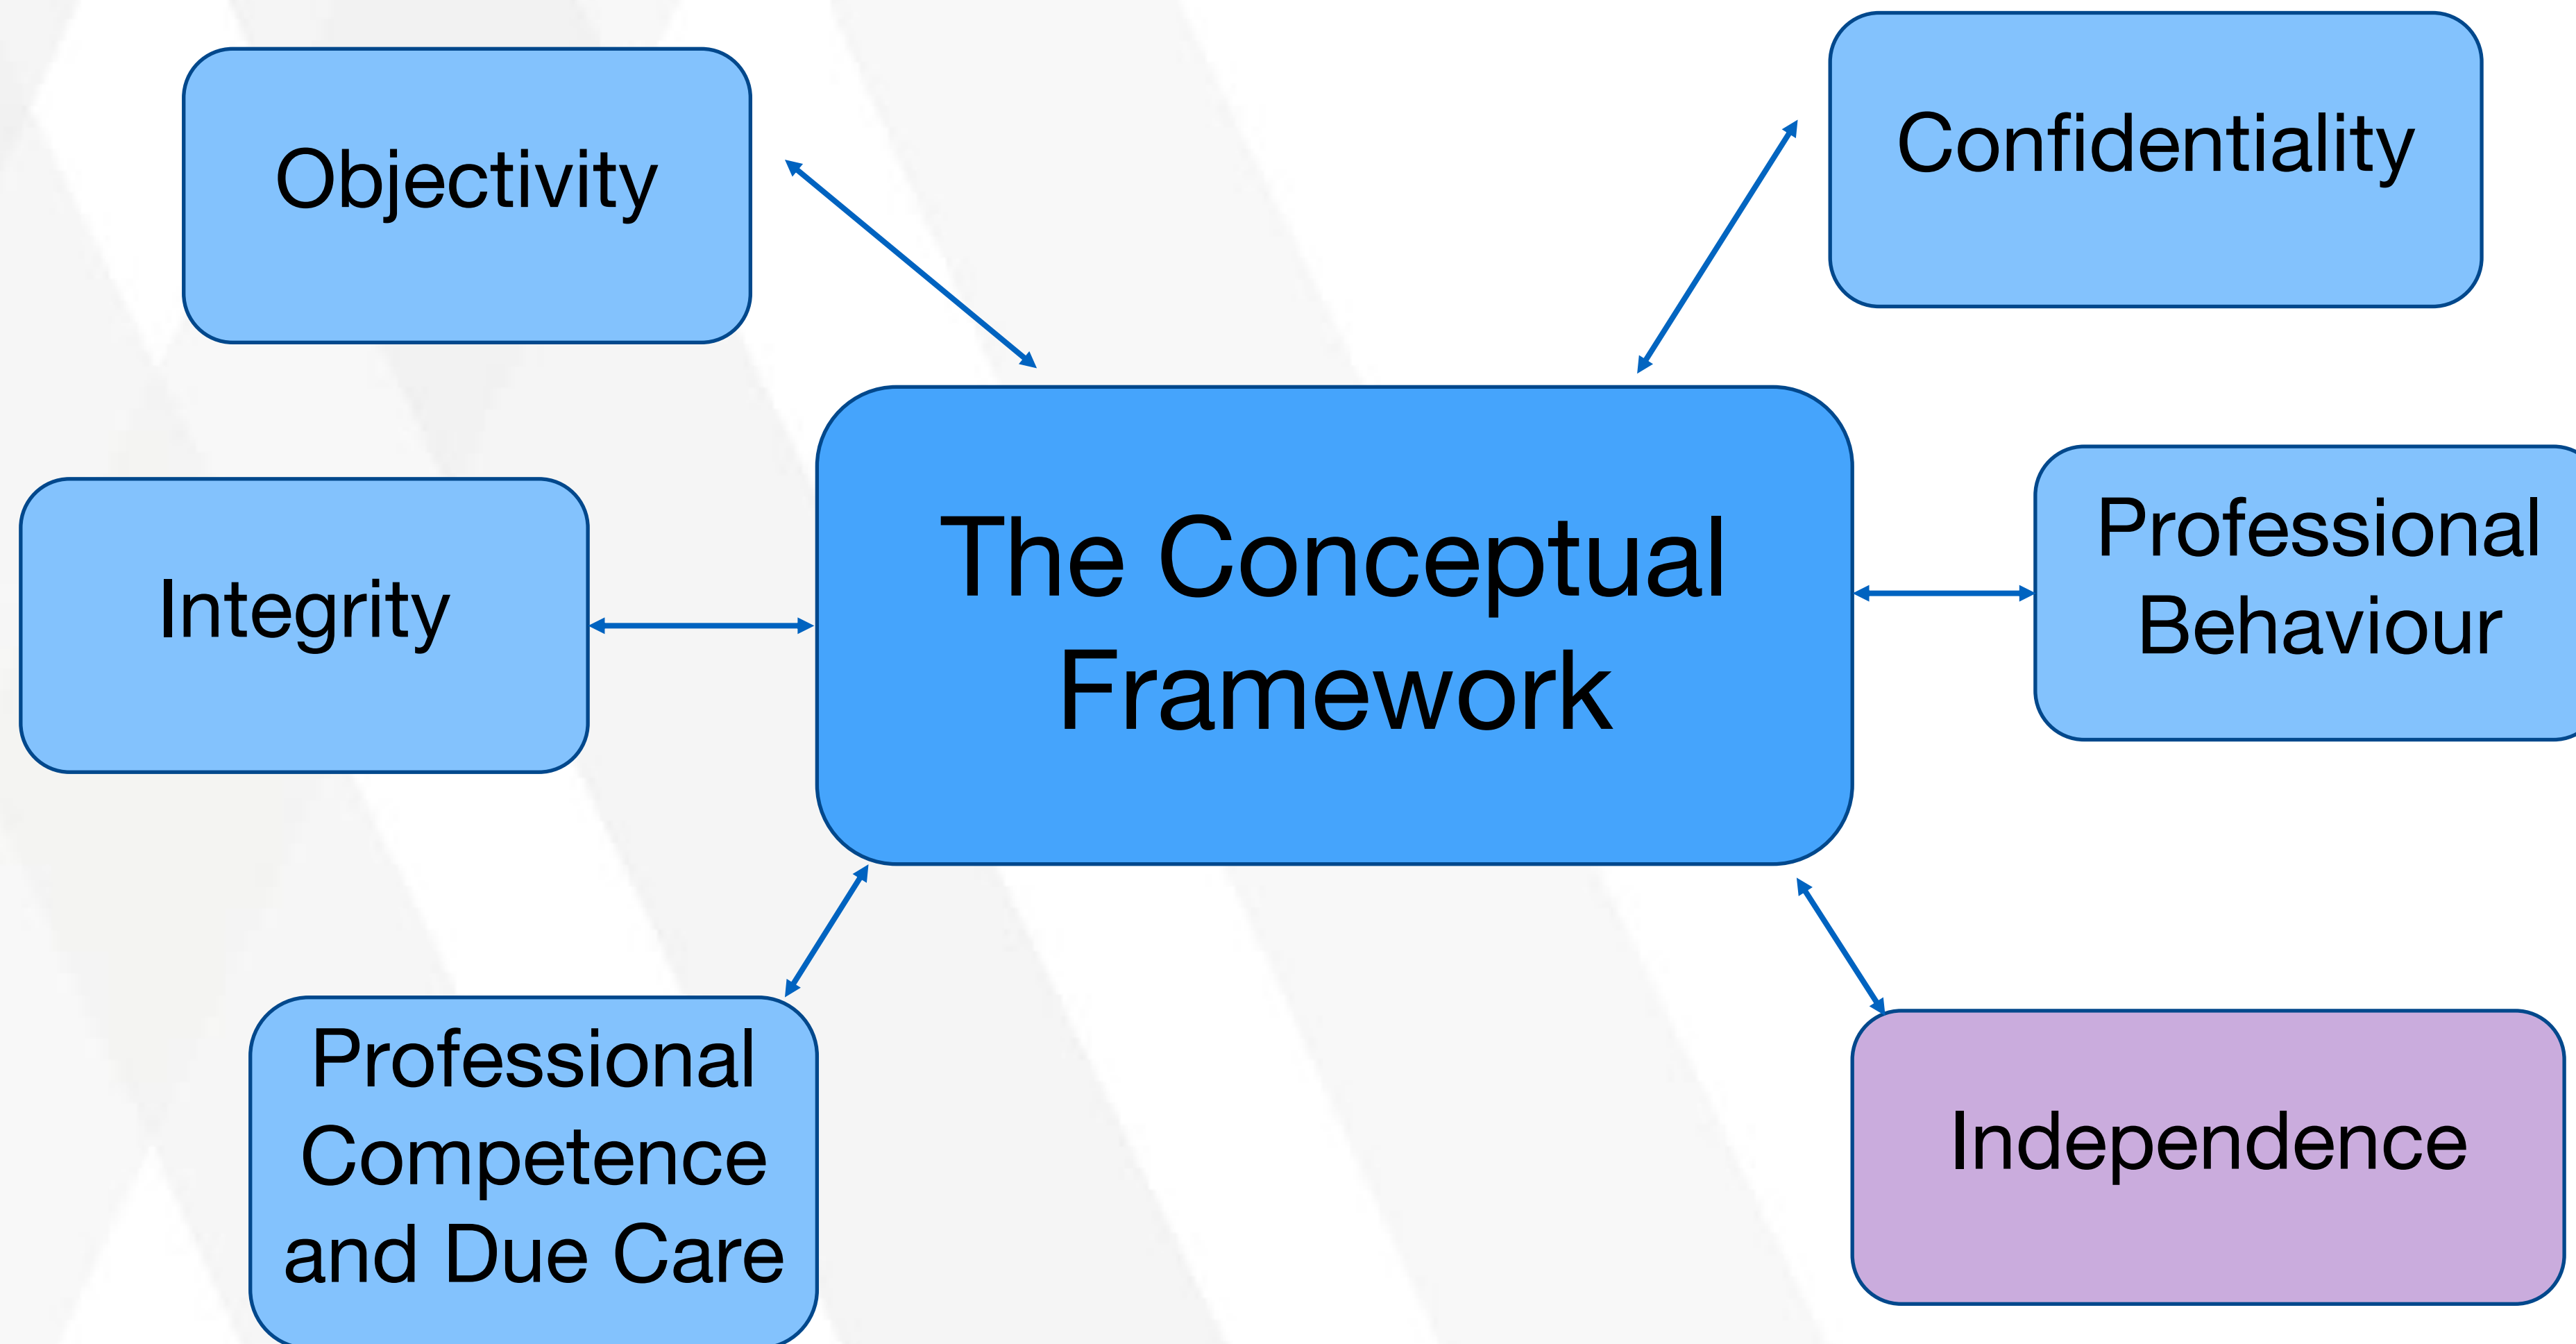 Objectivity
Confidentiality
Integrity
The Conceptual
Framework
Professional
Behaviour
Professional
Competence
and Due Care
Independence